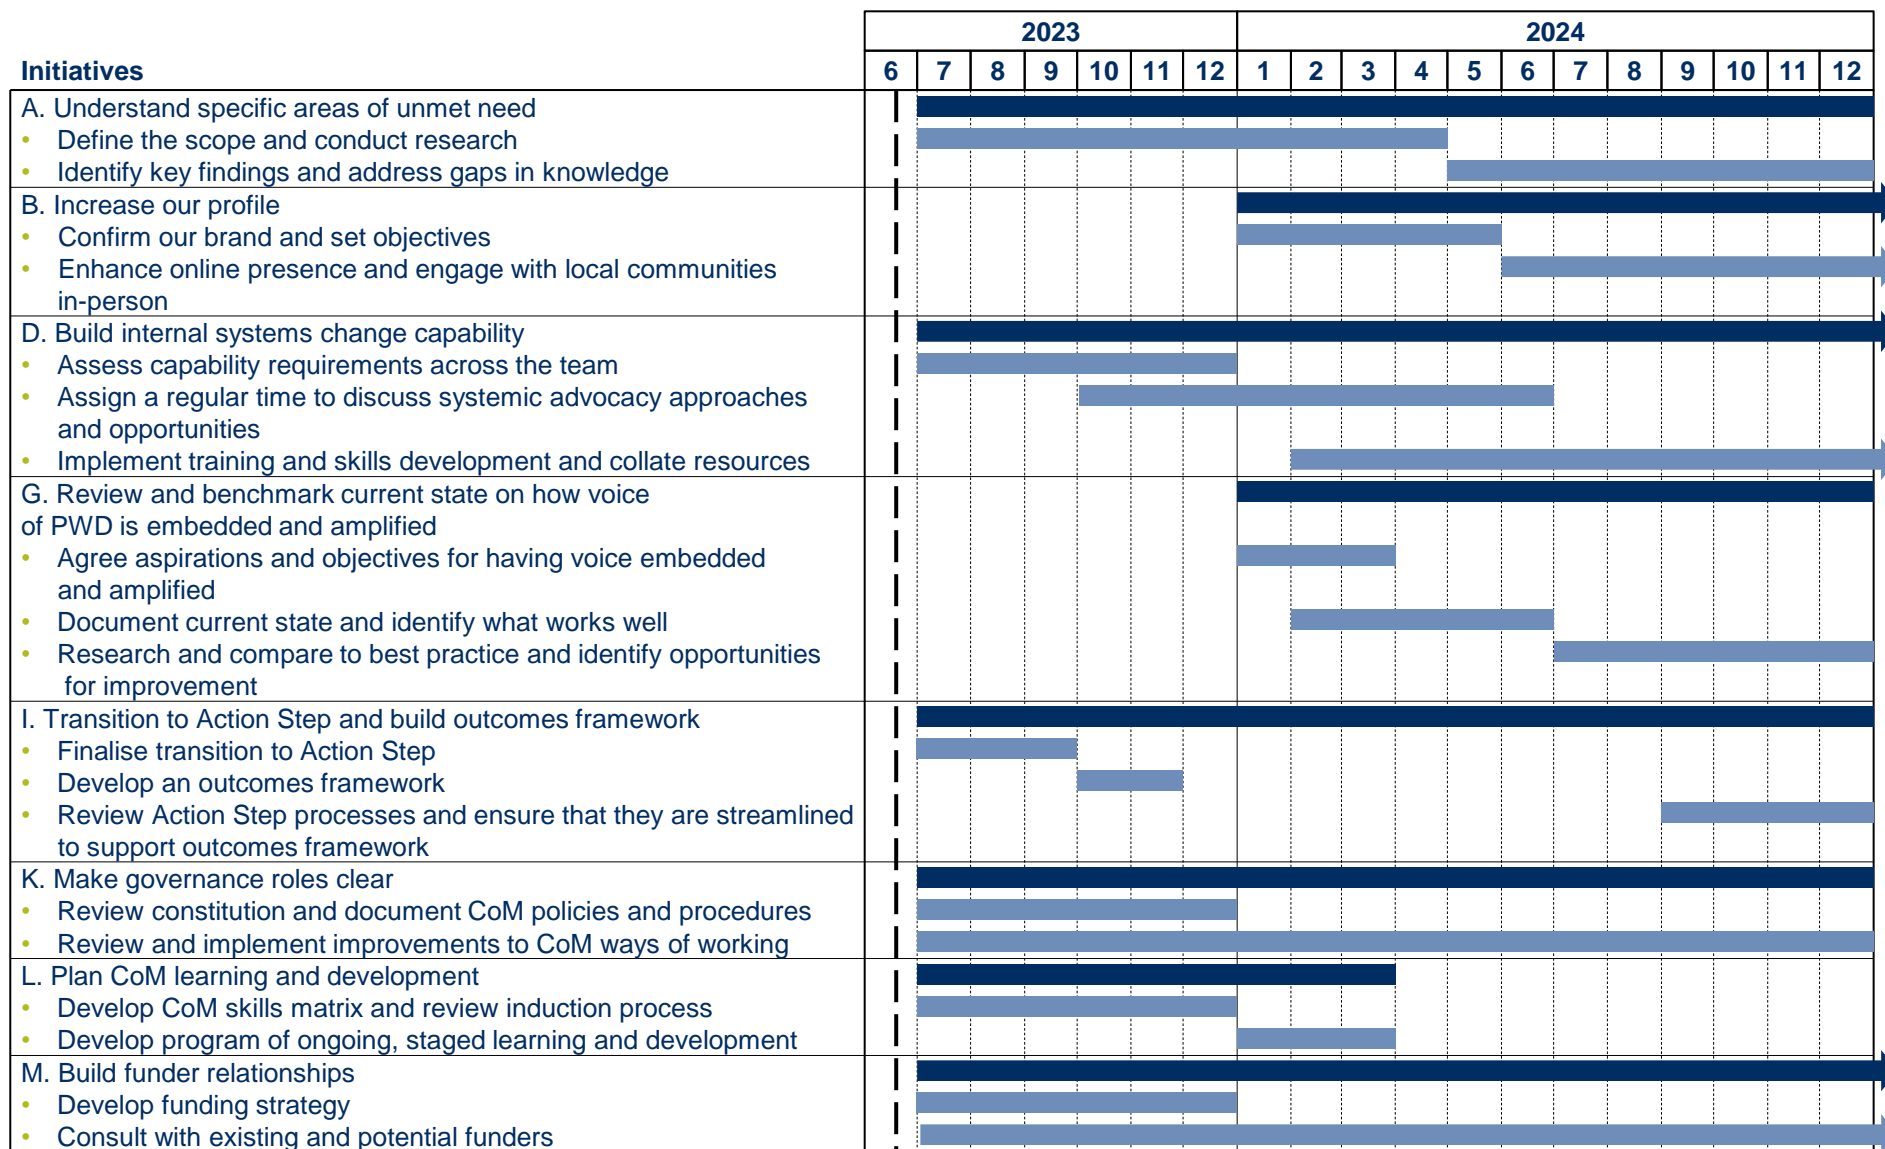 2023 2024
Initiatives 6 7 8 9 10 11 12 1 2 3 4 5 6 7 8 9 10 11 12
A. Understand specific areas of unmet need
• Define the scope and conduct research
• Identify key findings and address gaps in knowledge
B. Increase our profile
• Confirm our brand and set objectives
• Enhance online presence and engage with local communities
in-person
D. Build internal systems change capability
• Assess capability requirements across the team
• Assign a regular time to discuss systemic advocacy approaches
and opportunities
• Implement training and skills development and collate resources
G. Review and benchmark current state on how voice
of PWD is embedded and amplified
• Agree aspirations and objectives for having voice embedded
and amplified
• Document current state and identify what works well
• Research and compare to best practice and identify opportunities
for improvement
I. Transition to Action Step and build outcomes framework
• Finalise transition to Action Step
• Develop an outcomes framework
• Review Action Step processes and ensure that they are streamlined
to support outcomes framework
K. Make governance roles clear
• Review constitution and document CoM policies and procedures
• Review and implement improvements to CoM ways of working
L. Plan CoM learning and development
• Develop CoM skills matrix and review induction process
• Develop program of ongoing, staged learning and development
M. Build funder relationships
• Develop funding strategy
• Consult with existing and potential funders